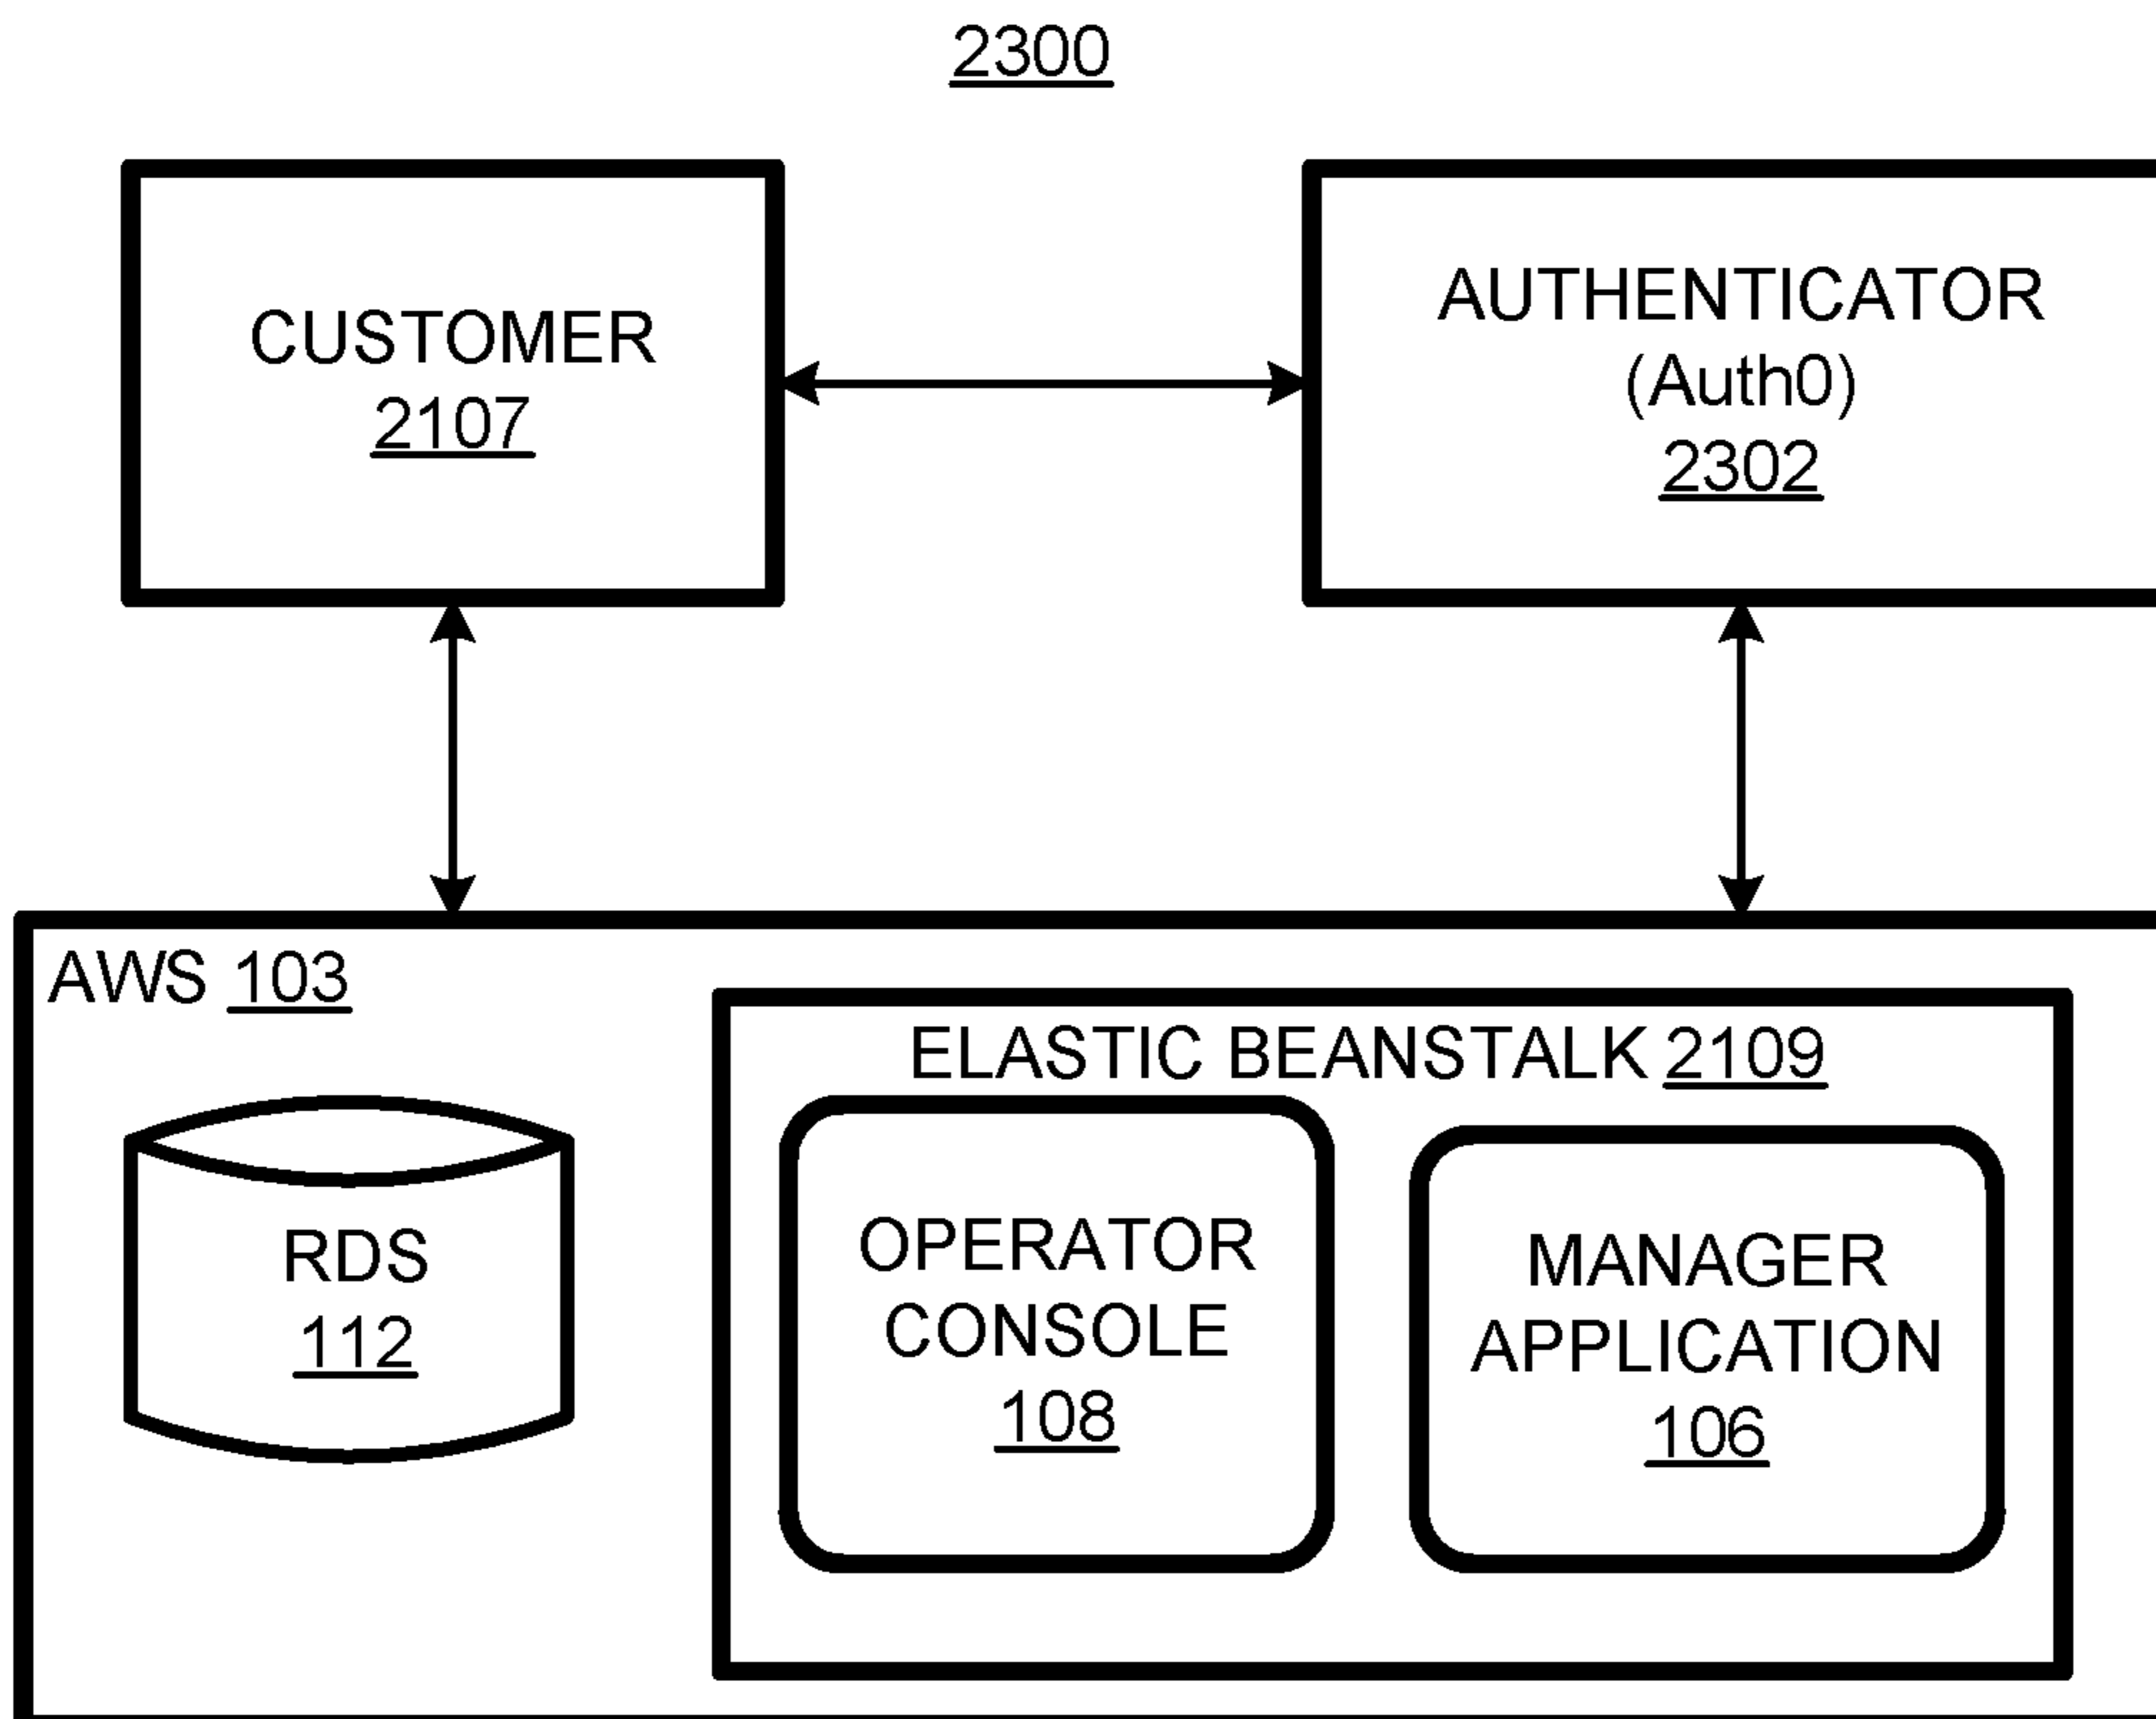 2300
CUSTOMER
2107
AUTHENTICATOR
(Auth0)
2302
AWS 103
ELASTIC BEANSTALK 2109
RDS
112
OPERATOR
CONSOLE
108
MANAGER
APPLICATION
106